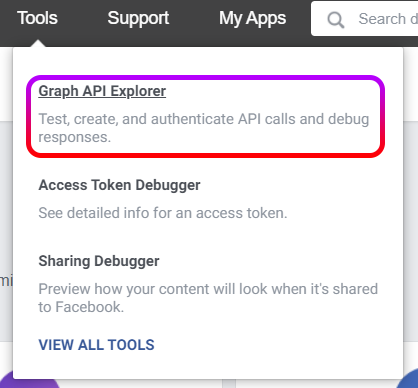 Tools Support My Apps Search d
Graph API Explorer
Test, create, and authenticate API calls and debug
responses.
Access Token Debugger
See detailed info for an access token.
Sharing Debugger
Preview how your content will look when it's shared
to Facebook.
mi
VIEW ALL TOOLS